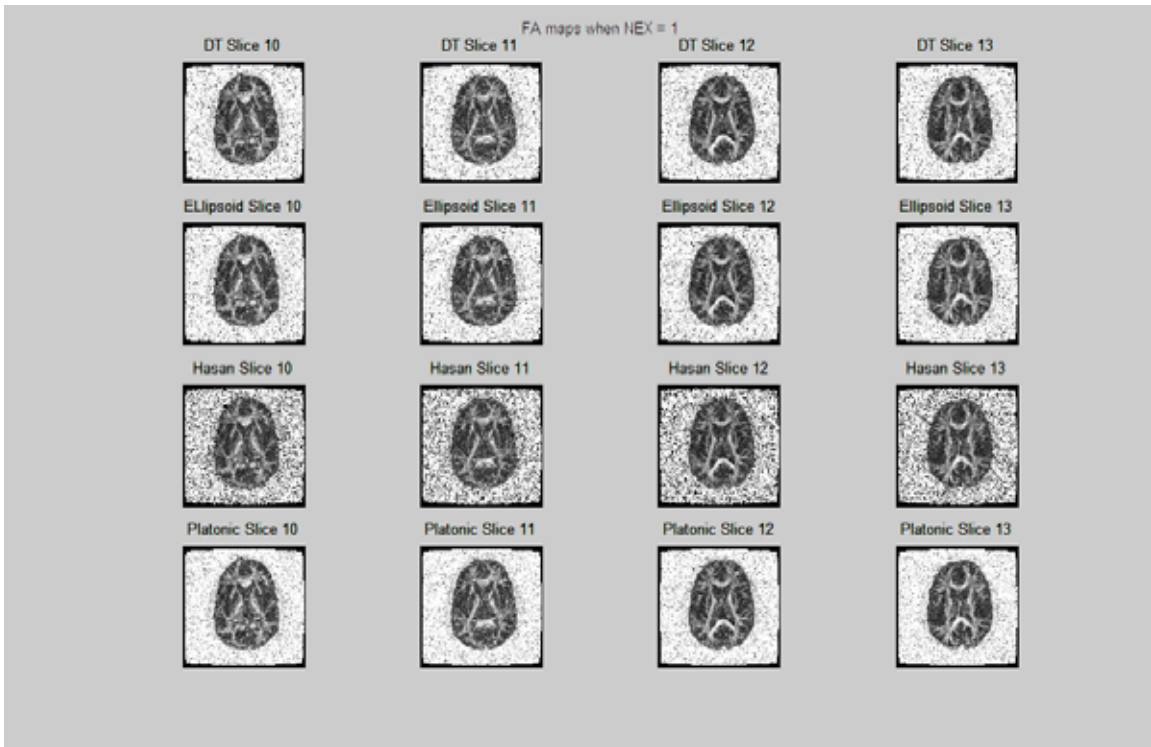 FA maps when NEX = 1
DT Slice 10
DT Slice 11
DT Slice 12
DT Slice 13
ELlipsoid Slice 10
Ellipsoid Slice 11
Ellipsoid Slice 12
Ellipsoid Slice 13
Hasan Slice 10
Hasan Slice 11
Hasan Slice 12
Hasan Slice 13
Platonic Slice 10
Platonic Slice 11
Platonic Slice 12
Platonic Slice 13